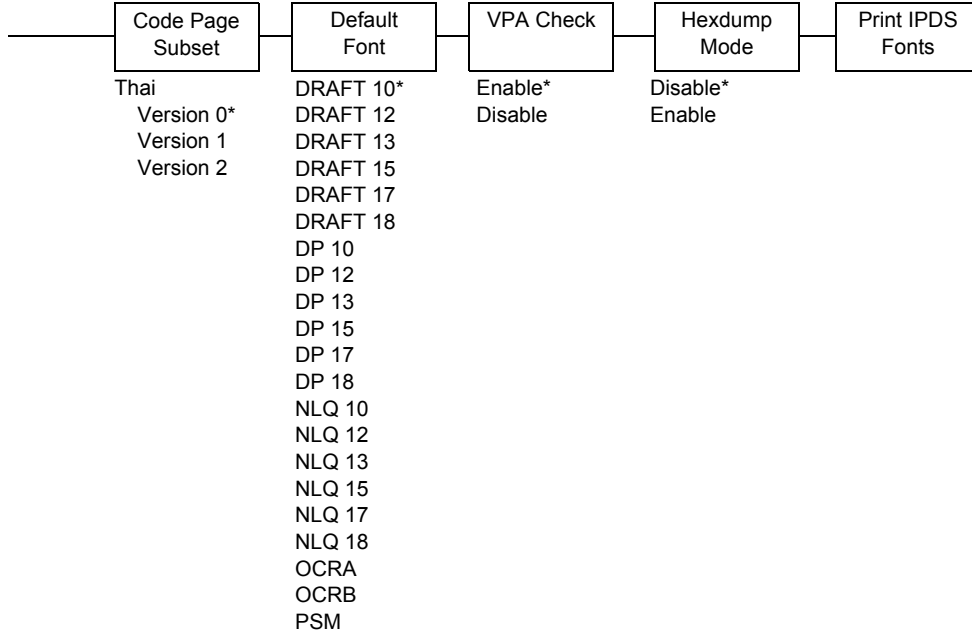 Code Page
Subset
Default
Font
VPA Check
Hexdump
Mode
Print IPDS
Fonts
Thai
Version 0*
Version 1
Version 2
DRAFT 10*
DRAFT 12
DRAFT 13
DRAFT 15
DRAFT 17
DRAFT 18
DP 10
DP 12
DP 13
DP 15
DP 17
DP 18
NLQ 10
NLQ 12
NLQ 13
NLQ 15
NLQ 17
NLQ 18
OCRA
OCRB
PSM
Enable*
Disable
Disable*
Enable